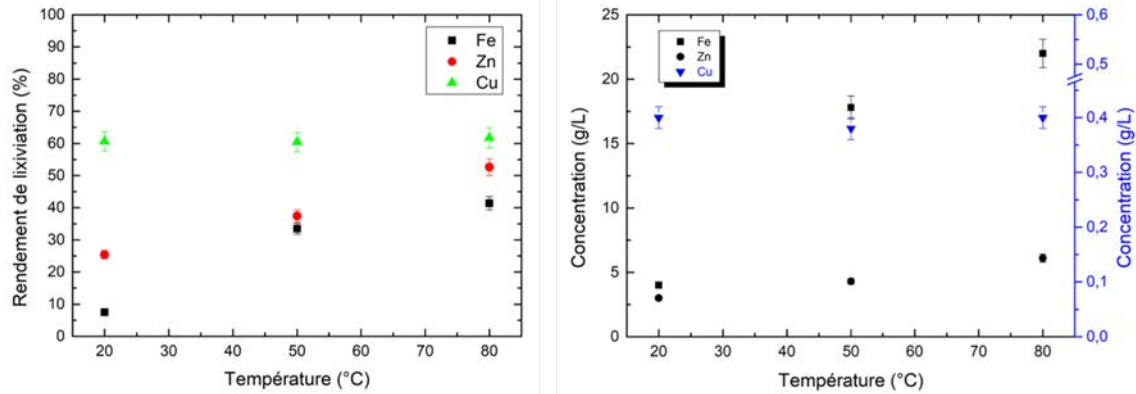 100
90
80
70
60
50
40
30
20
10
0
Rendement de lixiviation (%)
Fe
Zn
Cu
20 30 40 50 60 70 80
Température (°C)
25
20
15
10
5
0
Concentration (g/L)
Fe
Zn
Cu
20 30 40 50 60 70 80
Température (°C)
0,6
0,5
0,4
0,3
0,2
0,1
0,0
Concentration (g/L)
Concentration (g/L)